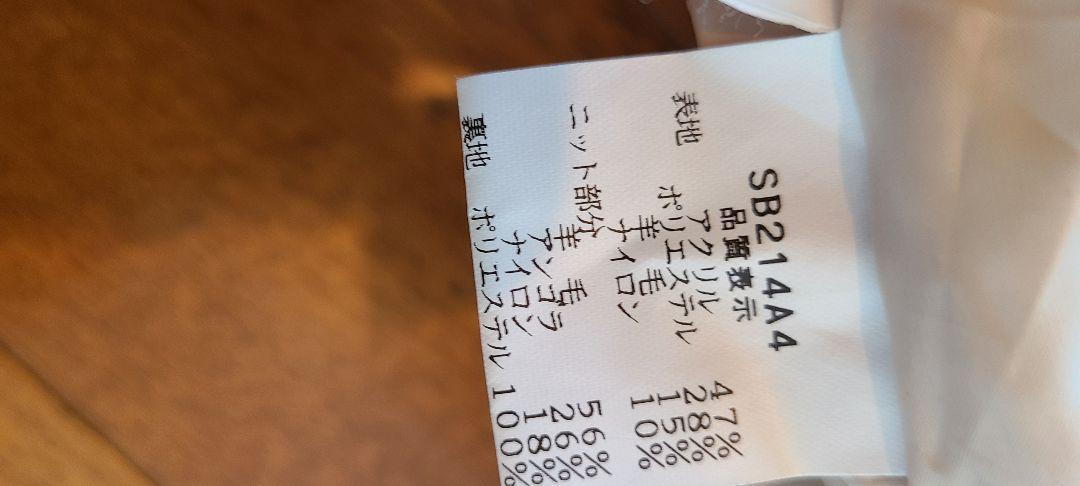 SB214A4
品質表示
表地
アクリル 47%
ポリエステル 28%
羊毛 15%
ナイロン 10%
ニット部分
羊毛 56%
アンゴラ 26%
ナイロン 18%
裏地
ポリエステル 100%